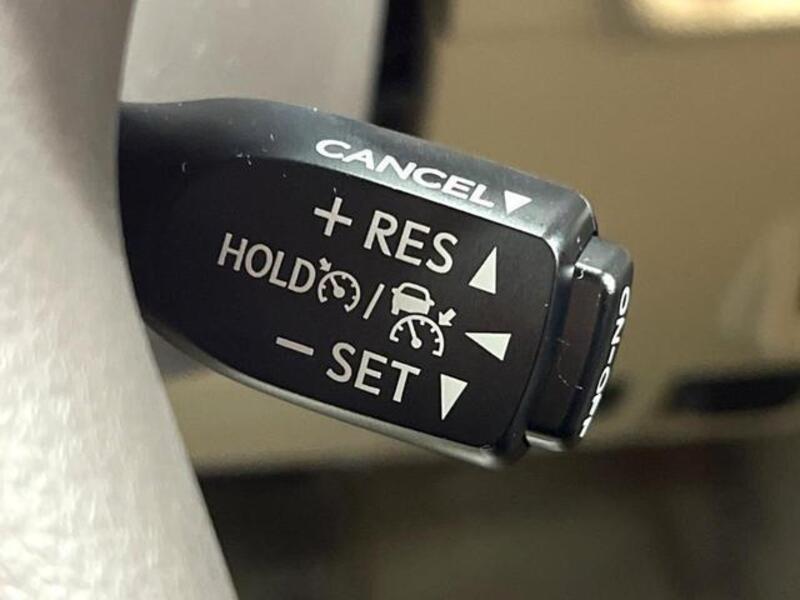 CANCEL
+ RES
HOLD /
- SET
ON-OFF